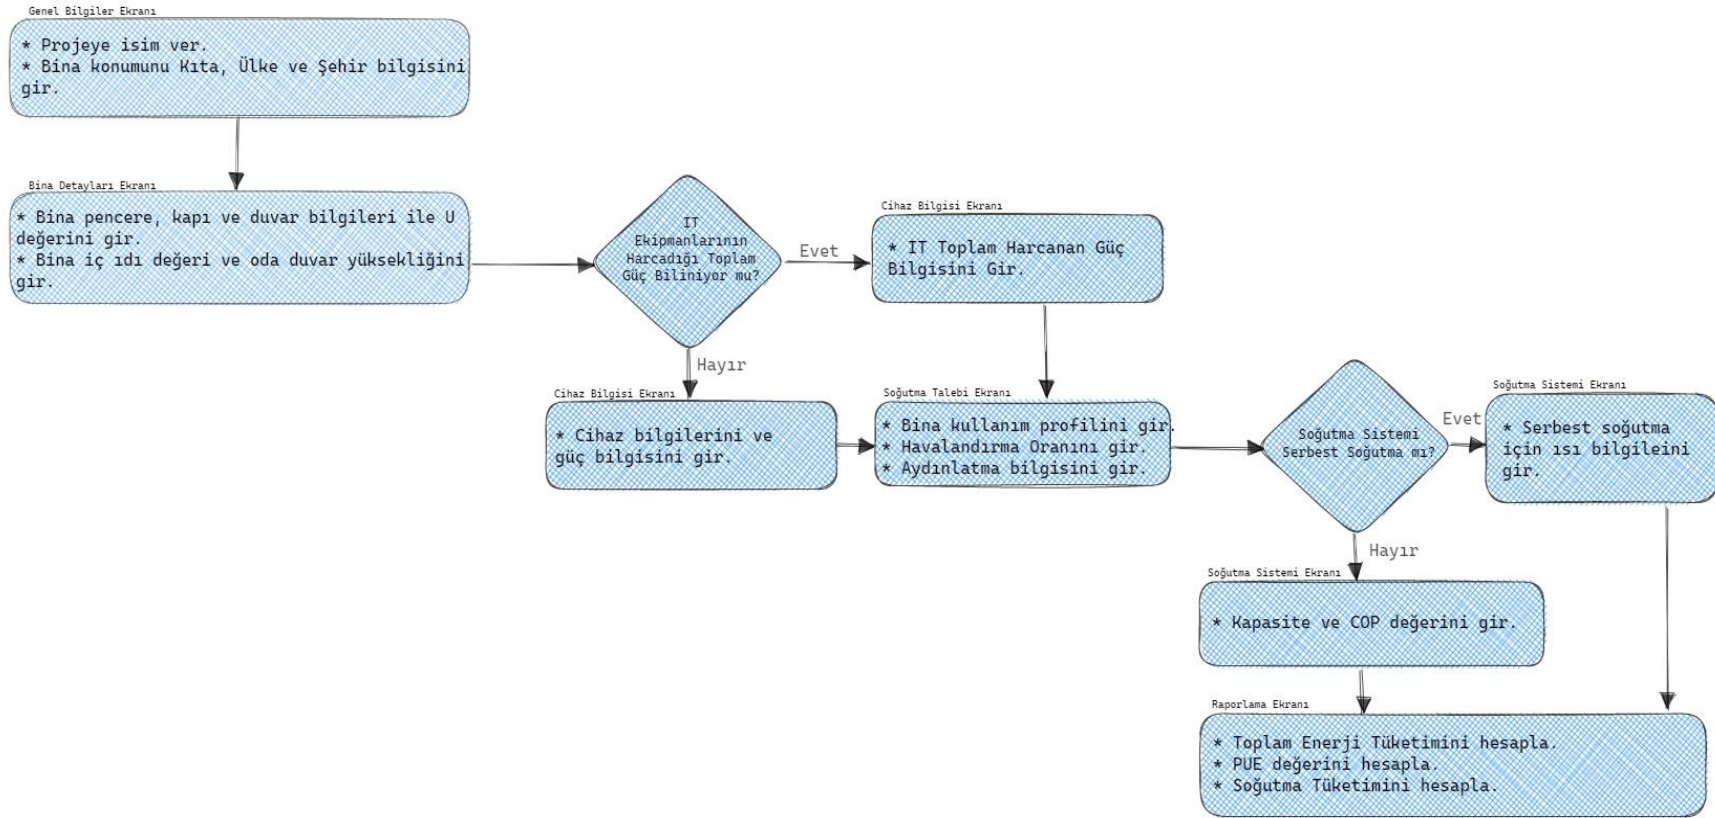 Genel Bilgiler Ekranı
* Projeye isim ver.
* Bina konumunu Kıta, Ülke ve Şehir bilgisini
gir.
Bina Detayları Ekranı
* Bina pencere, kapı ve duvar bilgileri ile U
değerini gir.
* Bina iç ıdı değeri ve oda duvar yüksekliğini
gir.
IT
Ekipmanlarının
Harcadığı Toplam
Güç Biliniyor mu?
Evet
Cihaz Bilgisi Ekranı
* IT Toplam Harcanan Güç
Bilgisini Gir.
Hayır
Cihaz Bilgisi Ekranı
* Cihaz bilgilerini ve
güç bilgisini gir.
Soğutma Talebi Ekranı
* Bina kullanım profilini gir.
* Havalandırma Oranını gir.
* Aydınlatma bilgisini gir.
Soğutma Sistemi
Serbest Soğutma mı?
Evet
Soğutma Sistemi Ekranı
* Serbest soğutma
için ısı bilgileini
gir.
Hayır
Soğutma Sistemi Ekranı
* Kapasite ve COP değerini gir.
Raporlama Ekranı
* Toplam Enerji Tüketimini hesapla.
* PUE değerini hesapla.
* Soğutma Tüketimini hesapla.